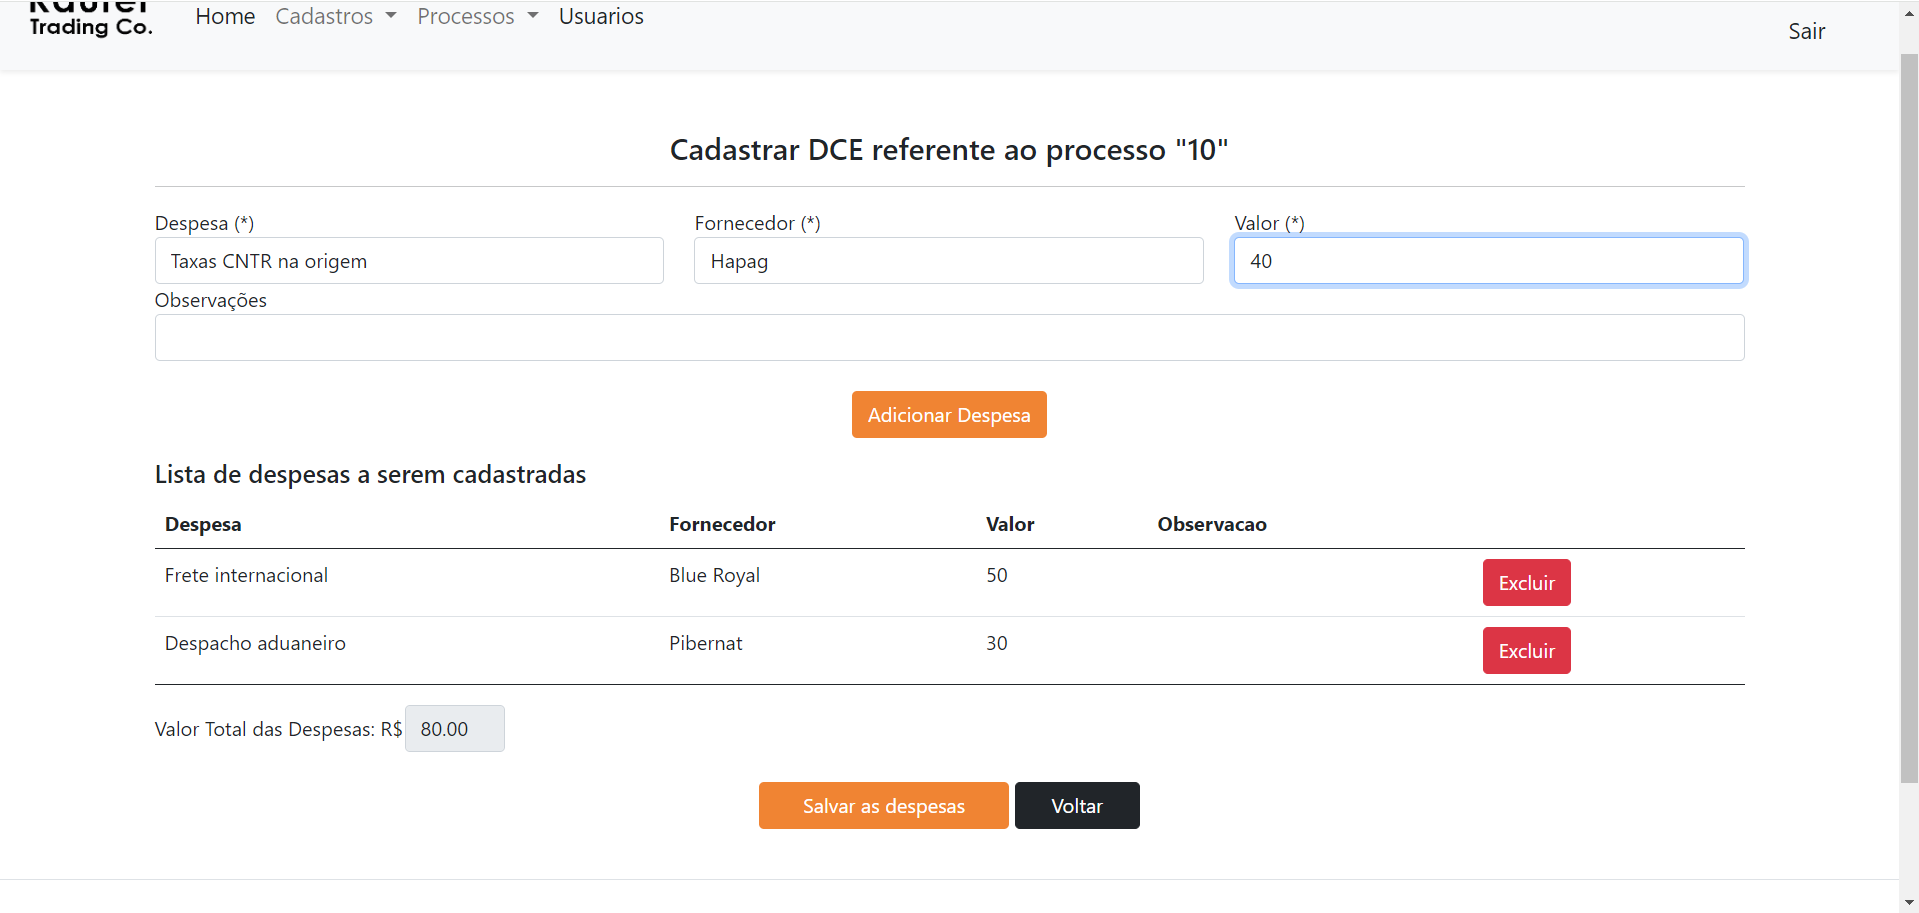 Trading Co.
Home Cadastros Processos Usuarios
Sair
Cadastrar DCE referente ao processo "10"
Despesa (*) Fornecedor (*) Valor (*)
Taxas CNTR na origem Hapag 40
Observações
Adicionar Despesa
Lista de despesas a serem cadastradas
Despesa Fornecedor Valor Observacao
Frete internacional Blue Royal 50 Excluir
Despacho aduaneiro Pibernat 30 Excluir
Valor Total das Despesas: R$ 80.00
Salvar as despesas Voltar